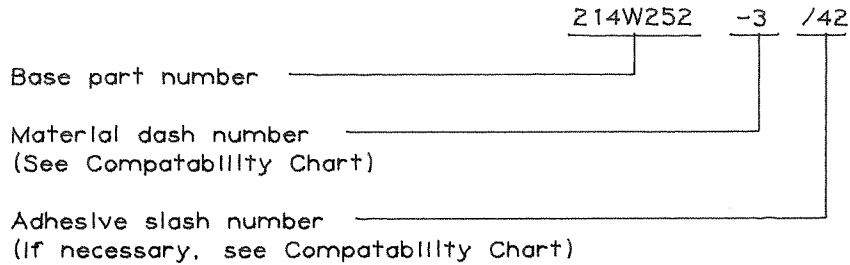 214W252 -3 /42
Base part number
Material dash number
(See Compatability Chart)
Adhesive slash number
(If necessary, see Compatability Chart)